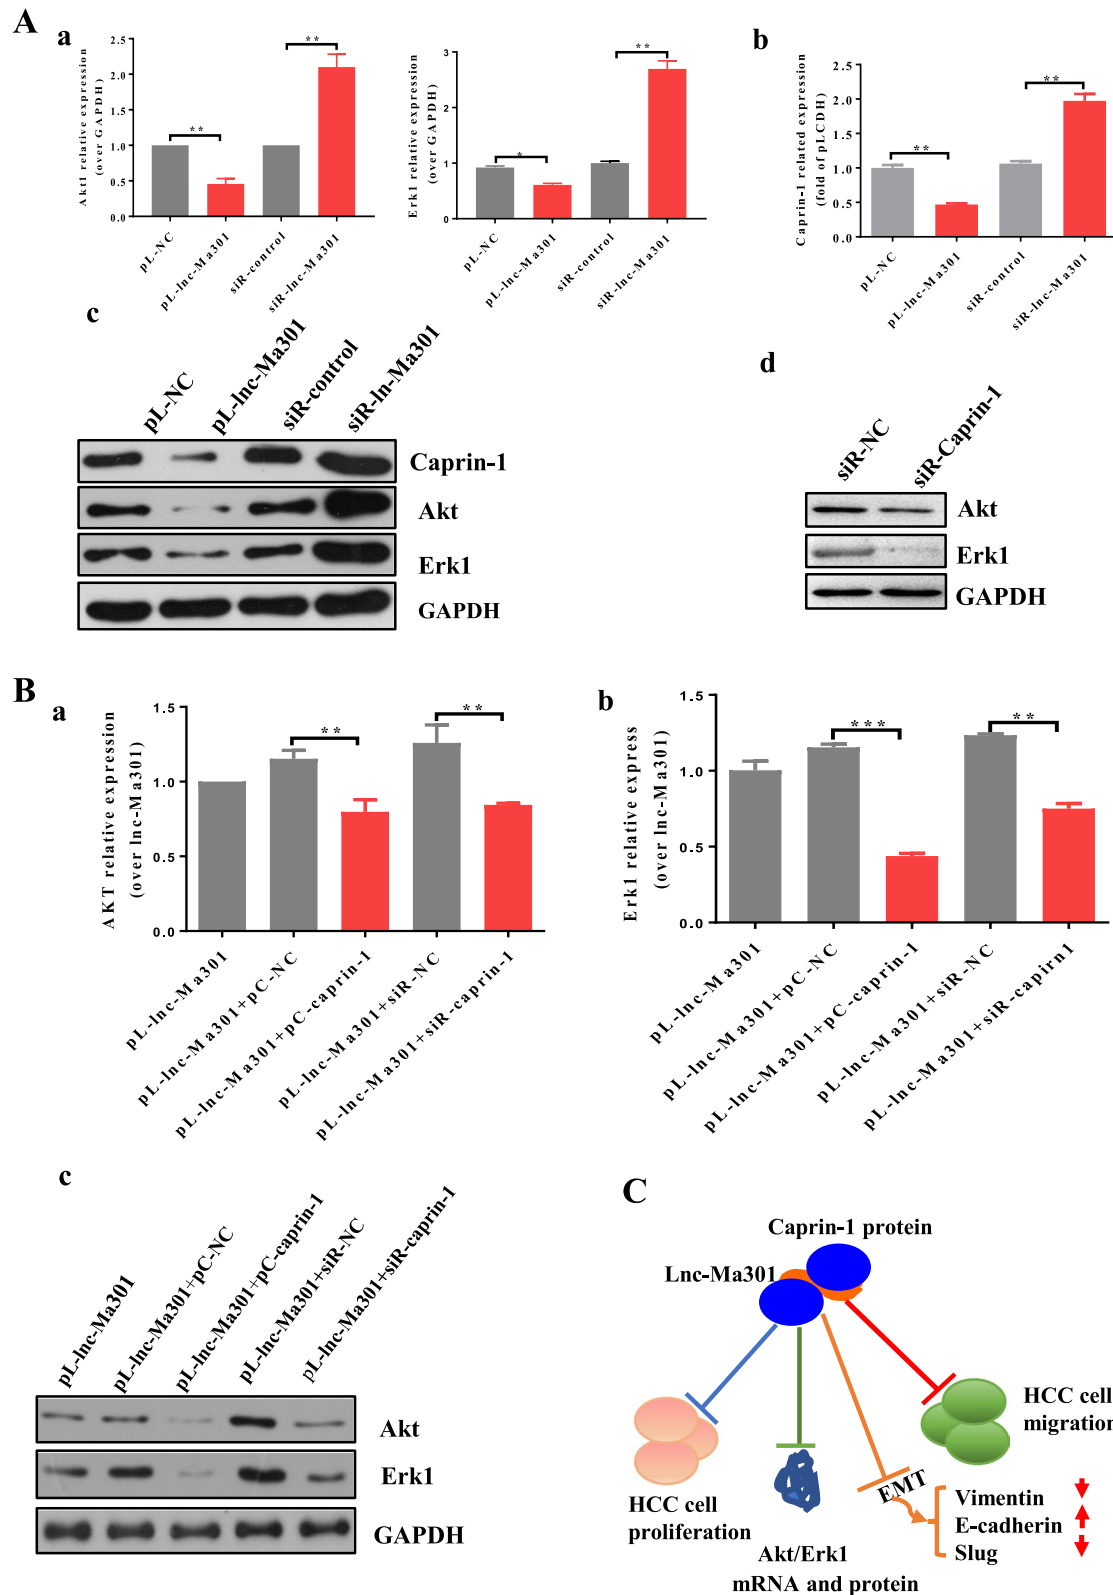 A
a
Akt1 relative expression
(over GAPDH)
2.5
2.0
1.5
1.0
0.5
0.0
**
**
pL-NC
pL-lnc-Ma301
siR-control
siR-lnc-Ma301
Erk1 relative expression
(over GAPDH)
3
2
1
0
*
**
pL-NC
pL-lnc-Ma301
siR-control
siR-lnc-Ma301
b
Caprin-1 related expression
(fold of pLCDH)
2.5
2.0
1.5
1.0
0.5
0.0
**
**
pL-NC
pL-lnc-Ma301
siR-control
siR-lnc-Ma301
c
pL-NC
pL-lnc-Ma301
siR-control
siR-ln-Ma301
Caprin-1
Akt
Erk1
GAPDH
d
siR-NC
siR-Caprin-1
Akt
Erk1
GAPDH
B
a
AKT relative expression
(over lnc-Ma301)
1.5
1.0
0.5
0.0
**
**
pL-lnc-Ma301
pL-lnc-Ma301+pC-NC
pL-lnc-Ma301+pC-caprin-1
pL-lnc-Ma301+siR-NC
pL-lnc-Ma301+siR-caprin-1
b
Erk1 relative express
(over lnc-Ma301)
1.5
1.0
0.5
0.0
***
**
pL-lnc-Ma301
pL-lnc-Ma301+pC-NC
pL-lnc-Ma301+pC-caprin-1
pL-lnc-Ma301+siR-NC
pL-lnc-Ma301+siR-capirn1
c
pL-lnc-Ma301
pL-lnc-Ma301+pC-NC
pL-lnc-Ma301+pC-caprin-1
pL-lnc-Ma301+siR-NC
pL-lnc-Ma301+siR-caprin-1
Akt
Erk1
GAPDH
C
Caprin-1 protein
Lnc-Ma301
HCC cell
migration
HCC cell
proliferation
Akt/Erk1
mRNA and protein
EMT
Vimentin
E-cadherin
Slug